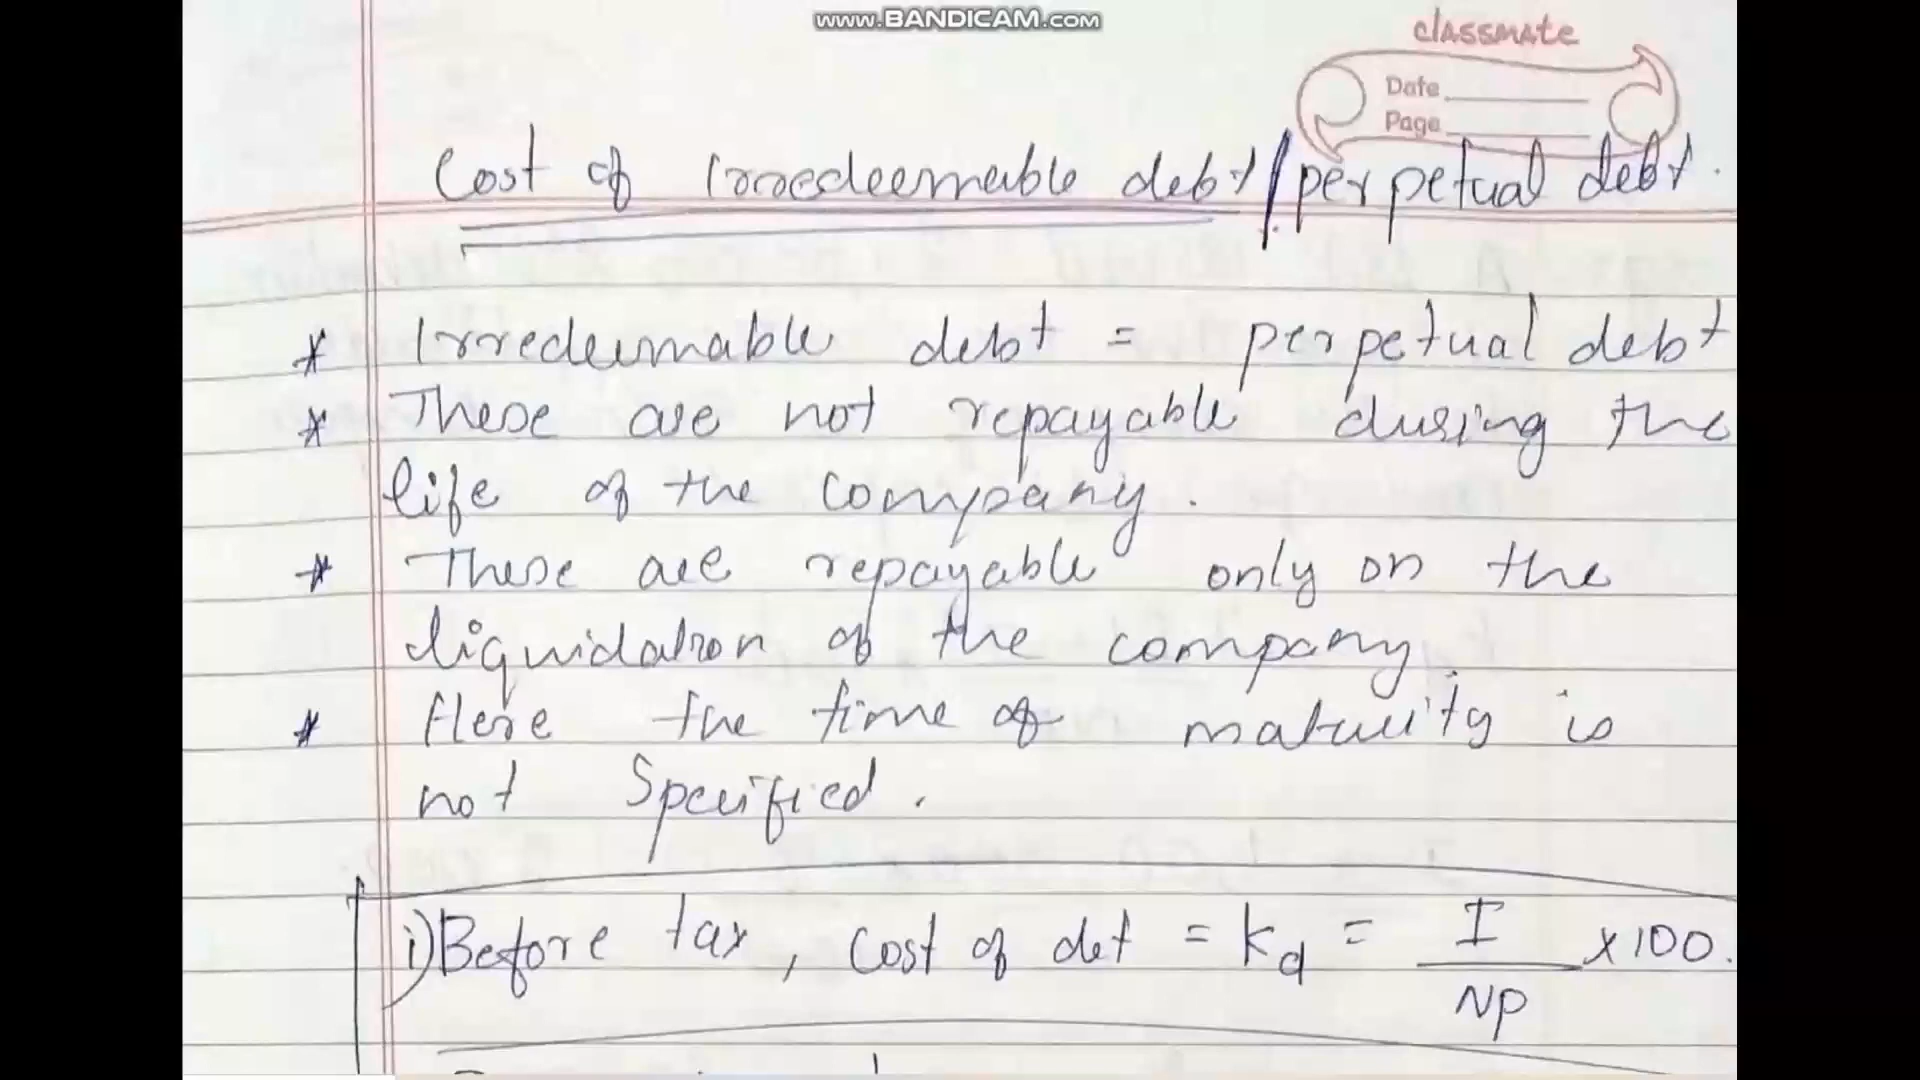 www.BANDICAM.com
classmate
Date
Page
Cost of Irredeemable debt/perpetual debt.
* Irredeemable debt = perpetual debt
* These are not repayable during the
life of the company.
* These are repayable only on the
liquidation of the company.
* Here the time of maturity is
not Specified.
i) Before tax, Cost of det = Kd = I/NP ×100.